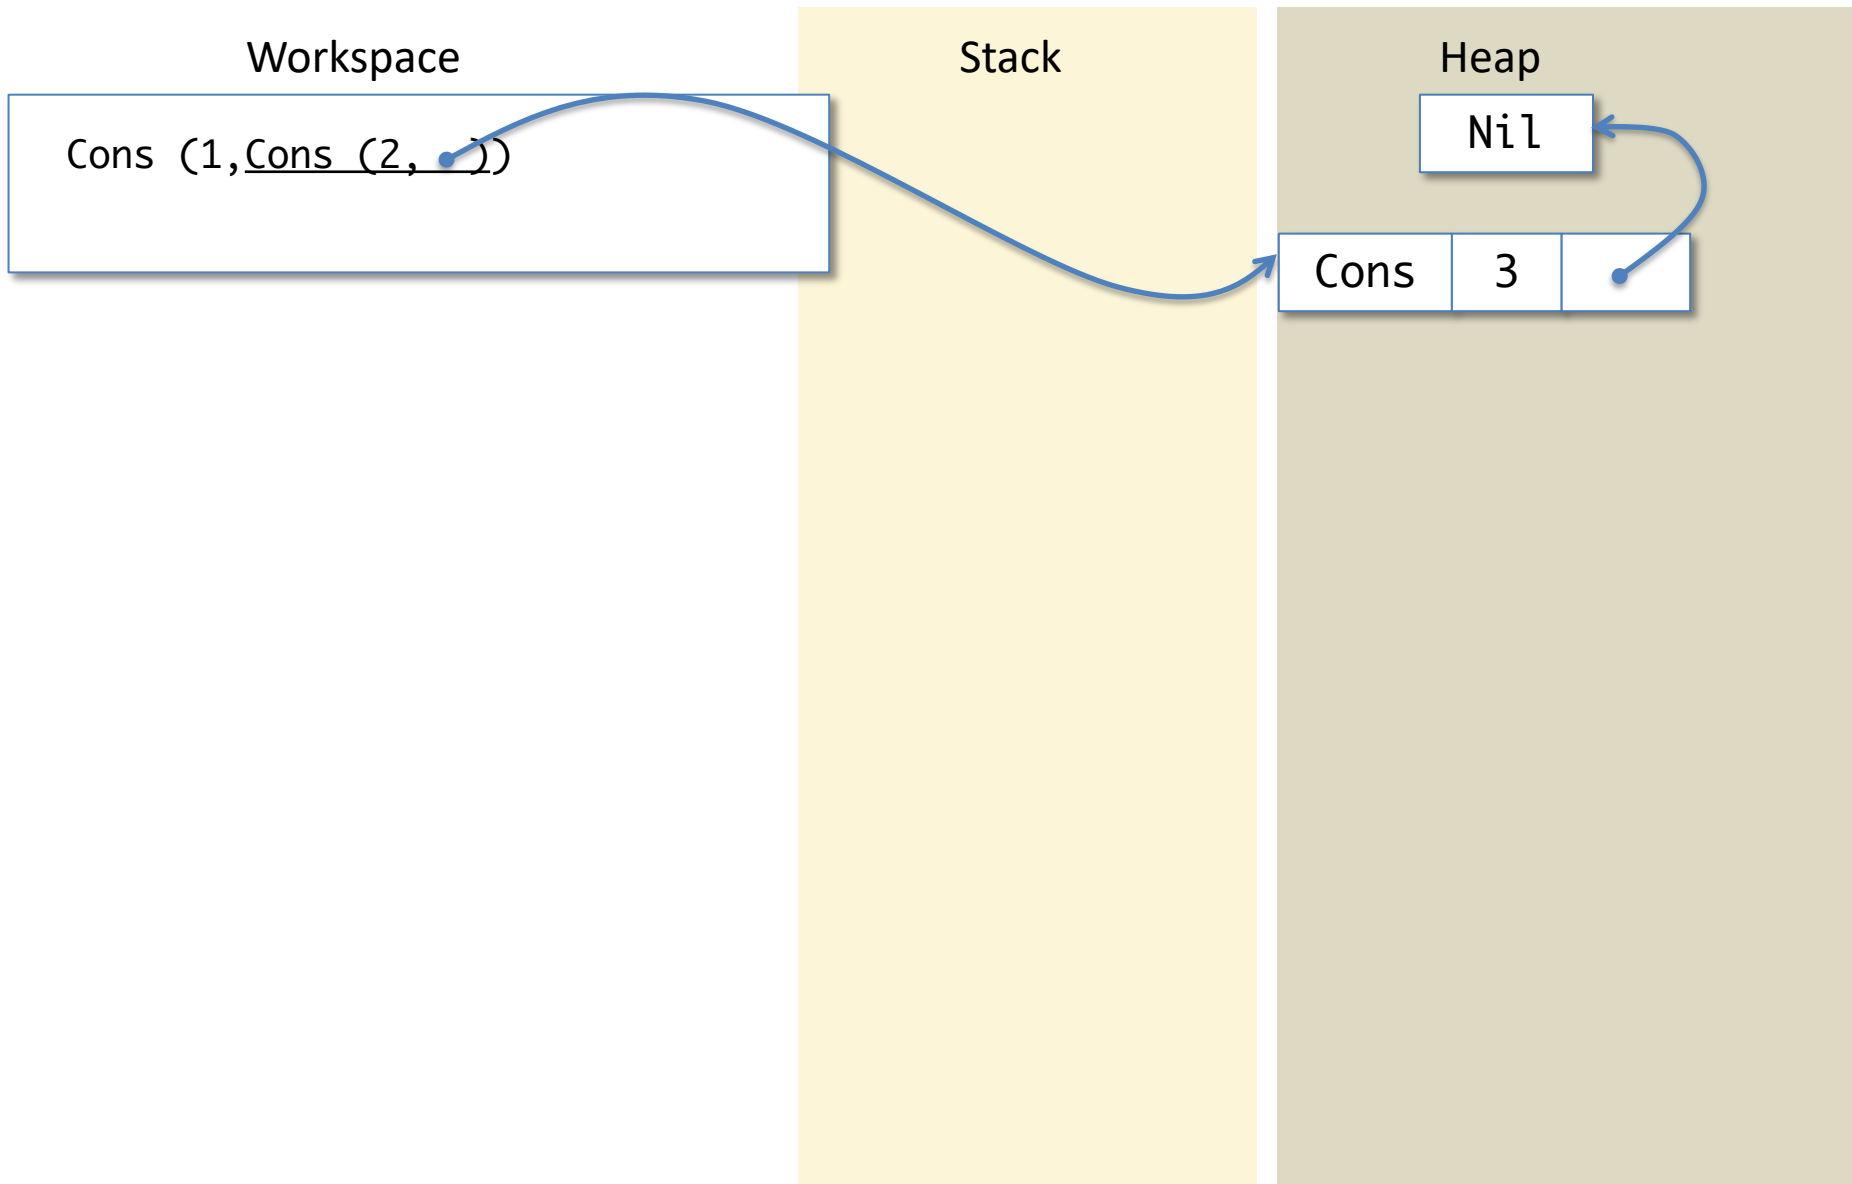 Workspace
Stack
Heap
Cons (1,Cons (2, ))
Nil
Cons 3